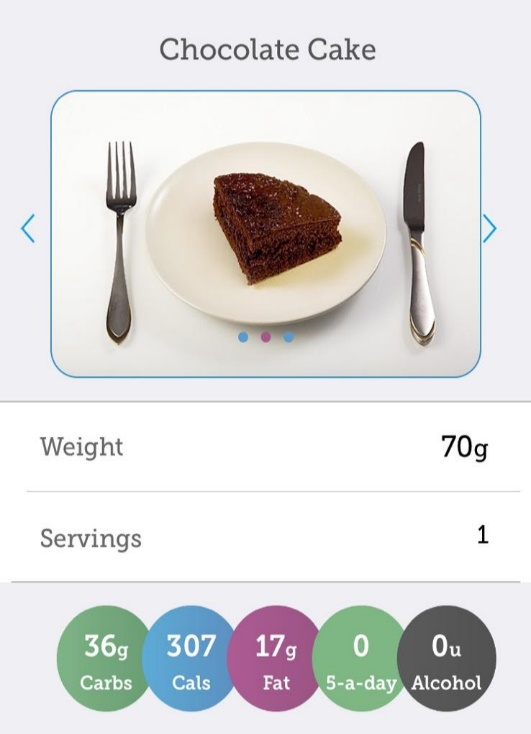 Chocolate Cake
Weight 70g
Servings 1
36g 307 17g 0 0u
Carbs Cals Fat 5-a-day Alcohol